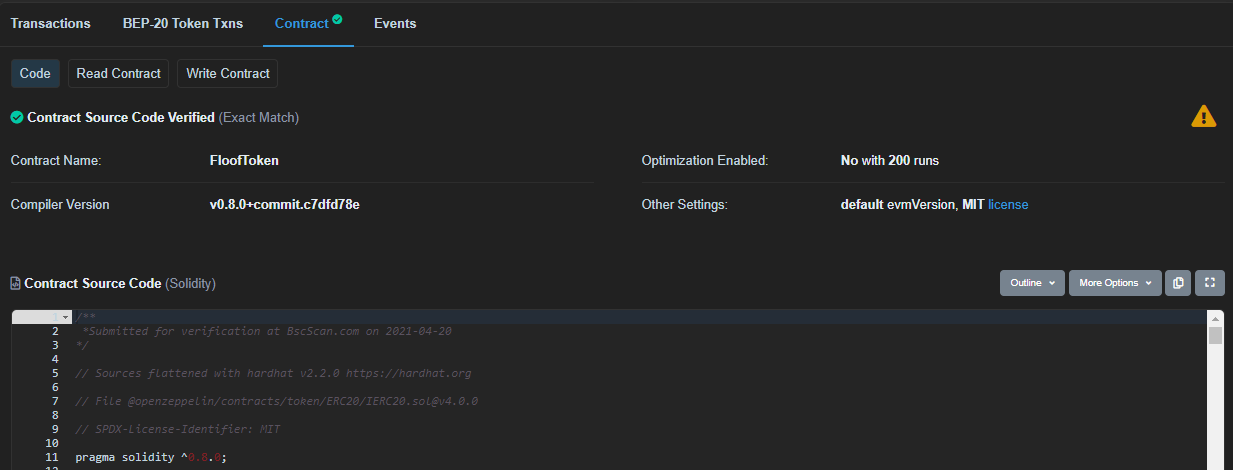 Transactions BEP-20 Token Txns Contract Events
Code Read Contract Write Contract
Contract Source Code Verified (Exact Match)
Contract Name: FloofToken Optimization Enabled: No with 200 runs
Compiler Version v0.8.0+commit.c7dfd78e Other Settings: default evmVersion, MIT license
Contract Source Code (Solidity) Outline More Options
1 /**
2 *Submitted for verification at BscScan.com on 2021-04-20
3 */
4
5 // Sources flattened with hardhat v2.2.0 https://hardhat.org
6
7 // File @openzeppelin/contracts/token/ERC20/IERC20.sol@v4.0.0
8
9 // SPDX-License-Identifier: MIT
10
11 pragma solidity ^0.8.0;
12